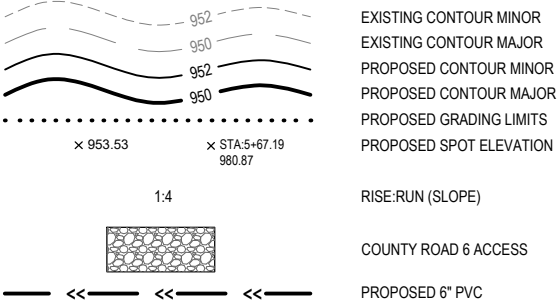 952 EXISTING CONTOUR MINOR
950 EXISTING CONTOUR MAJOR
952 PROPOSED CONTOUR MINOR
950 PROPOSED CONTOUR MAJOR
PROPOSED GRADING LIMITS
× 953.53 × STA:5+67.19 PROPOSED SPOT ELEVATION
980.87
1:4 RISE:RUN (SLOPE)
COUNTY ROAD 6 ACCESS
<< << << PROPOSED 6" PVC